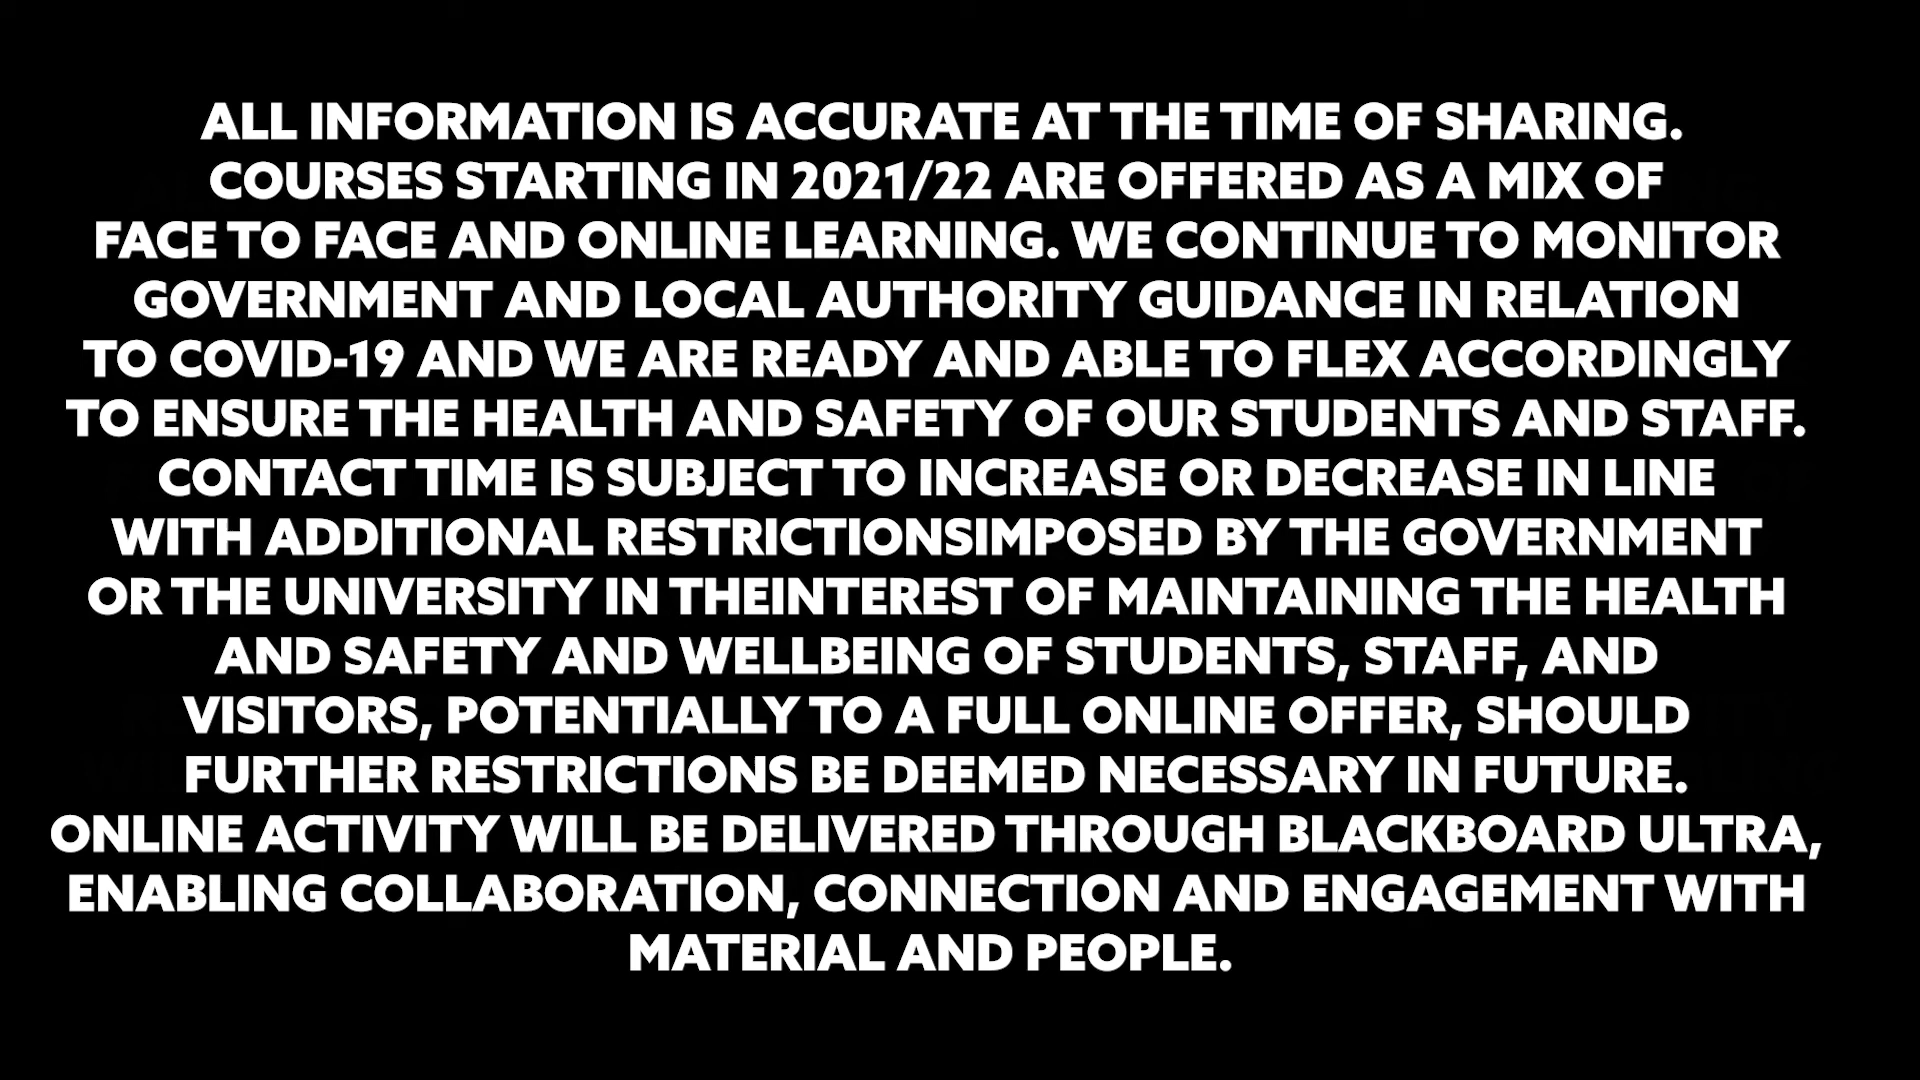 ALL INFORMATION IS ACCURATE AT THE TIME OF SHARING.
COURSES STARTING IN 2021/22 ARE OFFERED AS A MIX OF
FACE TO FACE AND ONLINE LEARNING. WE CONTINUE TO MONITOR
GOVERNMENT AND LOCAL AUTHORITY GUIDANCE IN RELATION
TO COVID-19 AND WE ARE READY AND ABLE TO FLEX ACCORDINGLY
TO ENSURE THE HEALTH AND SAFETY OF OUR STUDENTS AND STAFF.
CONTACT TIME IS SUBJECT TO INCREASE OR DECREASE IN LINE
WITH ADDITIONAL RESTRICTIONSIMPOSED BY THE GOVERNMENT
OR THE UNIVERSITY IN THEINTEREST OF MAINTAINING THE HEALTH
AND SAFETY AND WELLBEING OF STUDENTS, STAFF, AND
VISITORS, POTENTIALLY TO A FULL ONLINE OFFER, SHOULD
FURTHER RESTRICTIONS BE DEEMED NECESSARY IN FUTURE.
ONLINE ACTIVITY WILL BE DELIVERED THROUGH BLACKBOARD ULTRA,
ENABLING COLLABORATION, CONNECTION AND ENGAGEMENT WITH
MATERIAL AND PEOPLE.